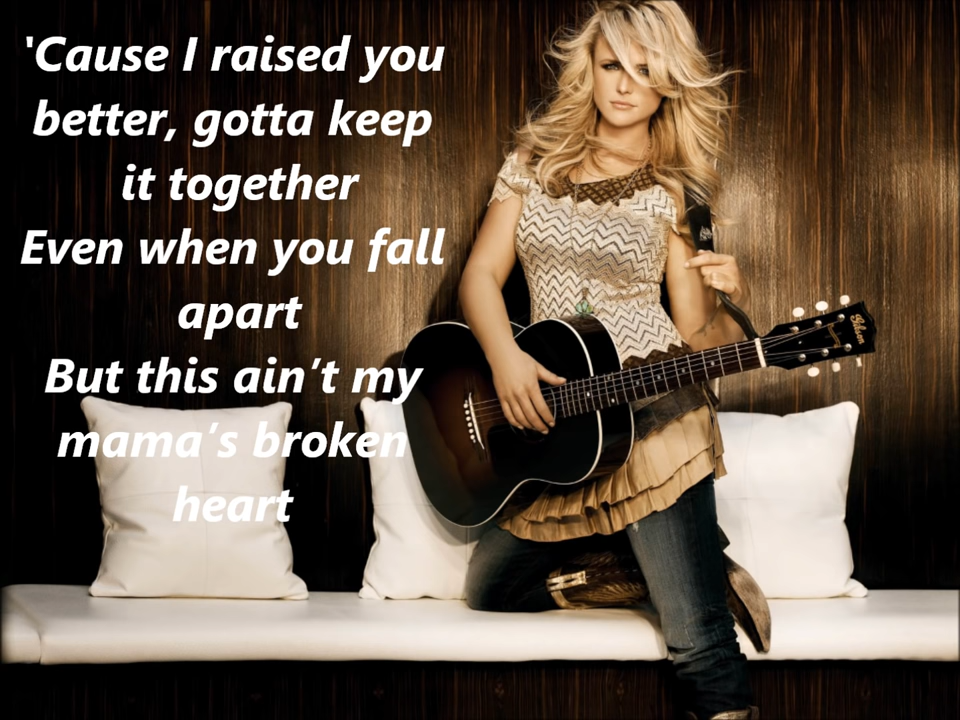 'Cause I raised you
better, gotta keep
it together
Even when you fall
apart
But this ain’t my
mama’s broken
heart
Gibson